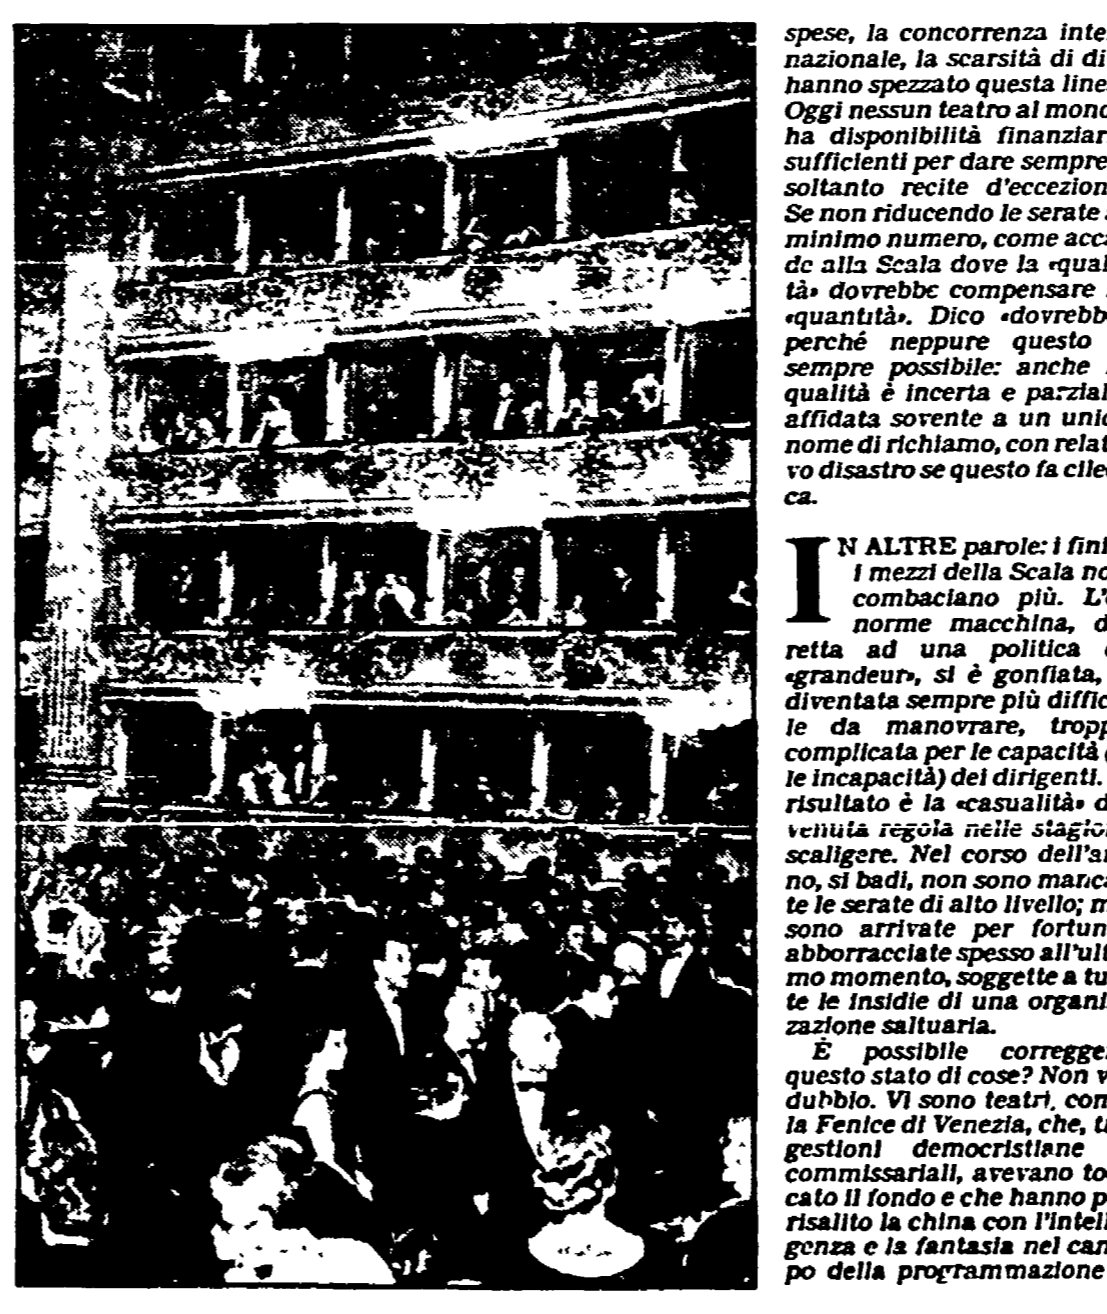 spese, la concorrenza inte
nazionale, la scarsità di di
hanno spezzato questa line
Oggi nessun teatro al mond
ha disponibilità finanziar
sufficienti per dare sempre
soltanto recite d'eccezion
Se non riducendo le serate
minimo numero, come acc
de alla Scala dove la «qual
tà» dovrebbe compensare
«quantità». Dico «dovrebb
perché neppure questo
sempre possibile: anche
qualità è incerta e parzial
affidata sovente a un unic
nome di richiamo, con relat
vo disastro se questo fa cile
ca.
IN ALTRE parole: i fini
i mezzi della Scala no
combaciano più. L'
norme macchina, d
retta ad una politica
«grandeur», si è gonfiata,
diventata sempre più diffic
le da manovrare, tropp
complicata per le capacità (
le incapacità) dei dirigenti.
risultato è la «casualità» d
venuta regola nelle stagio
scaligere. Nel corso dell'an
no, si badi, non sono manca
te le serate di alto livello; m
sono arrivate per fortun
abborracciate spesso all'ulti
mo momento, soggette a tu
te le insidie di una organi
zazione saltuaria.
È possibile corregge
questo stato di cose? Non v
dubbio. Vi sono teatri, com
la Fenice di Venezia, che, t
gestioni democristiane
commissariali, avevano to
cato il fondo e che hanno p
risalito la china con l'intell
genza e la fantasia nel cam
po della programmazione